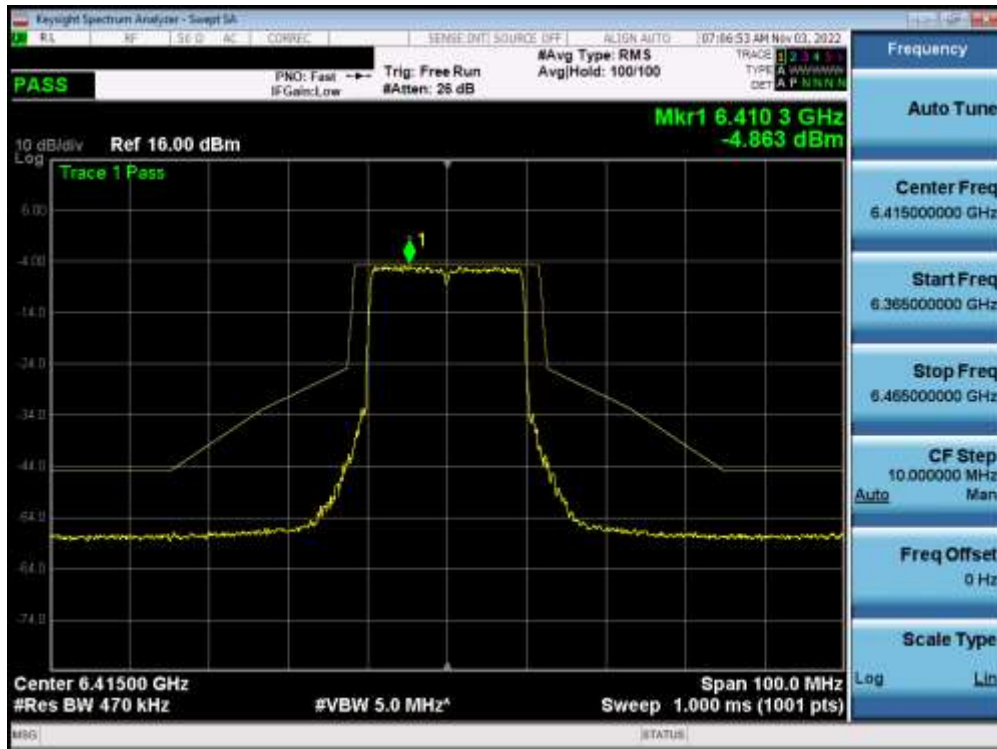 Keysight Spectrum Analyzer - Swept SA
RL RF 50 Ω AC CORREC SENSE:INT SOURCE OFF ALIGN AUTO 07:06:53 AM Nov 03, 2022
PASS
PNO: Fast
IFGain:Low
Trig: Free Run
#Atten: 26 dB
#Avg Type: RMS
Avg|Hold: 100/100
TRACE 1 2 3 4 5 6
TYPE A WWWWW
DET A P N N N N
Mkr1 6.410 3 GHz
-4.863 dBm
10 dB/div Ref 16.00 dBm
Log
Trace 1 Pass
1
6.00
-4.00
-14.0
-24.0
-34.0
-44.0
-54.0
-64.0
-74.0
Center 6.41500 GHz
Span 100.0 MHz
#Res BW 470 kHz
#VBW 5.0 MHz*
Sweep 1.000 ms (1001 pts)
MSG
STATUS
Frequency
Auto Tune
Center Freq
6.415000000 GHz
Start Freq
6.365000000 GHz
Stop Freq
6.465000000 GHz
CF Step
10.000000 MHz
Auto Man
Freq Offset
0 Hz
Scale Type
Log Lin